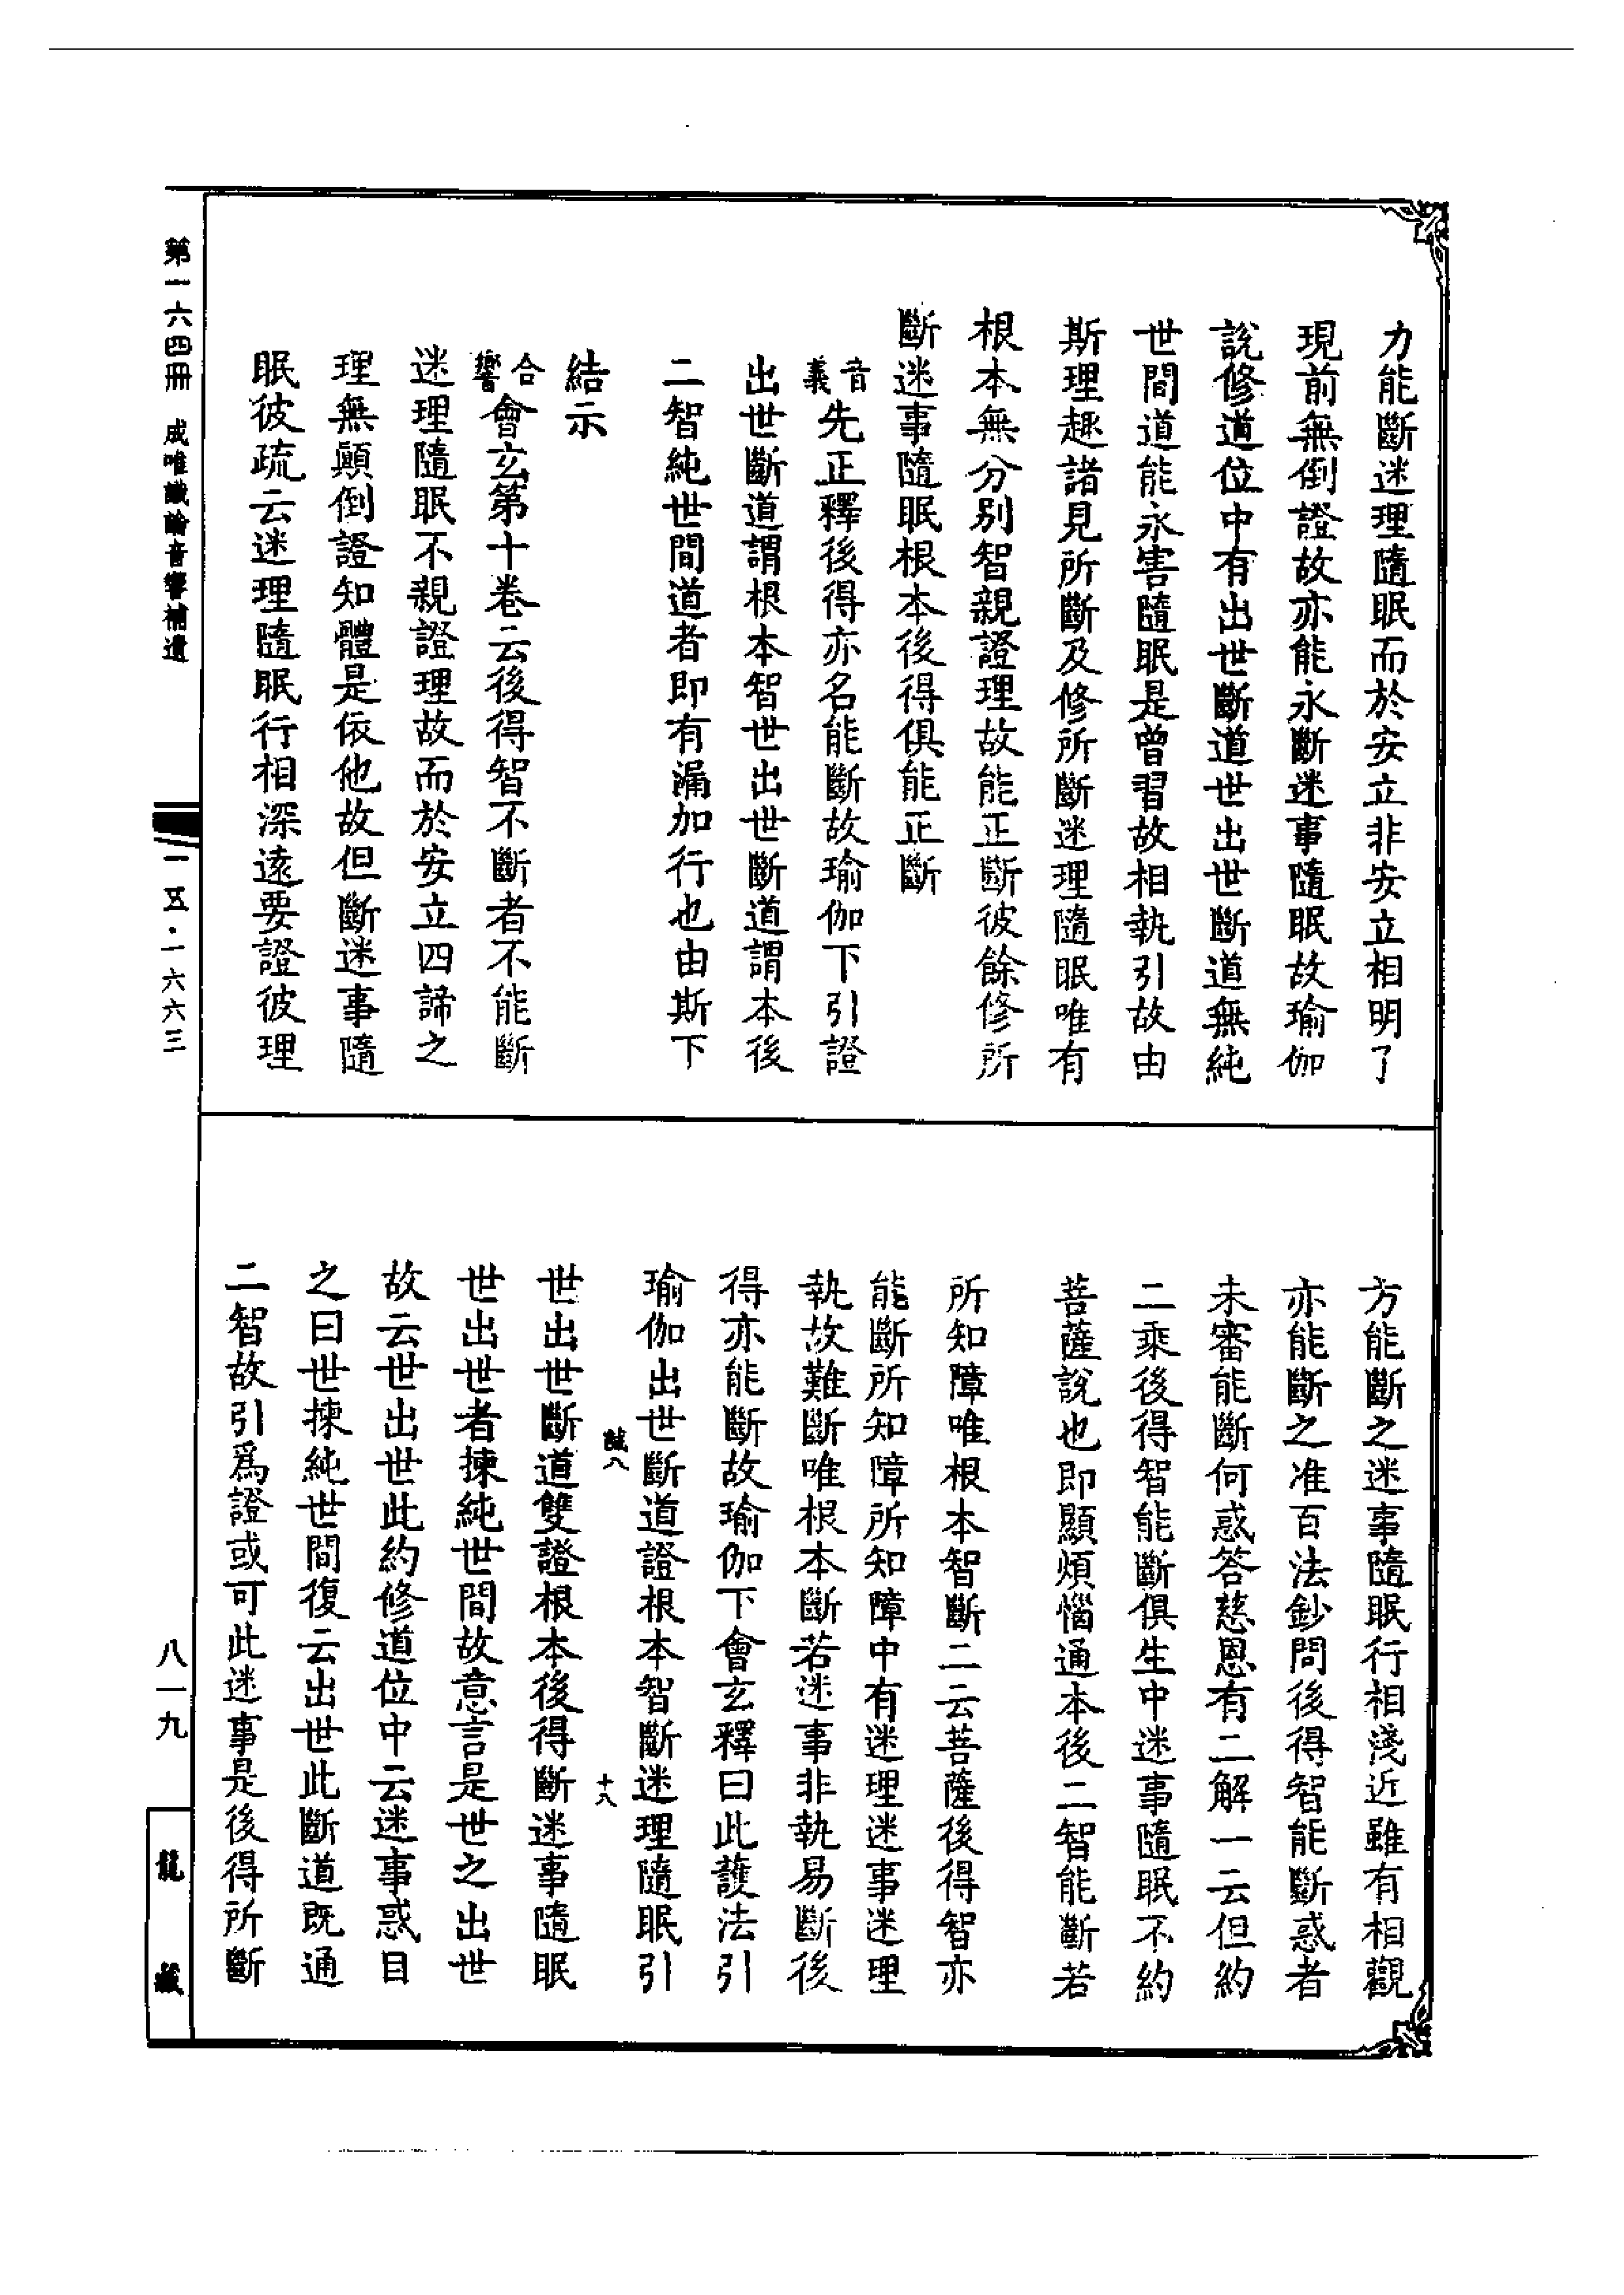 力能斷迷理隨眠而於安立非安立相明了
現前無倒證故亦能永斷迷事隨眠故瑜伽
說修道位中有出世斷道世出世斷道無純
世間道能永害隨眠是曾習故相執引故由
斯理趣諸見所斷及修所斷迷理隨眠唯有
根本無分別智親證理故能正斷彼餘修所
斷迷事隨眠根本後得俱能正斷
音義先正釋後得亦名能斷故瑜伽下引證
出世斷道謂根本智世出世斷道謂本後
二智純世間道者即有漏加行也由斯下
結示
合響會玄第十卷云後得智不斷者不能斷
迷理隨眠不親證理故而於安立四諦之
理無顛倒證知體是依他故但斷迷事隨
眠彼疏云迷理隨眠行相深遠要證彼理
方能斷之迷事隨眠行相淺近雖有相觀
亦能斷之准百法鈔問後得智能斷惑者
未審能斷何惑答慈恩有二解一云但約
二乘後得智能斷俱生中迷事隨眠不約
菩薩說也即顯煩惱通本後二智能斷若
所知障唯根本智斷二云菩薩後得智亦
能斷所知障所知障中有迷理迷事迷理
執故難斷唯根本斷若迷事非執易斷後
得亦能斷故瑜伽下會玄釋曰此護法引
瑜伽出世斷道證根本智斷迷理隨眠引
誠八 十八
世出世斷道雙證根本後得斷迷事隨眠
世出世者揀純世間故意言是世之出世
故云世出世此約修道位中云迷事惑目
之曰世揀純世間復云出世此斷道既通
二智故引爲證或可此迷事是後得所斷
第一六四冊 成唯識論音響補遺
一五·一六六三
八一九
龍藏